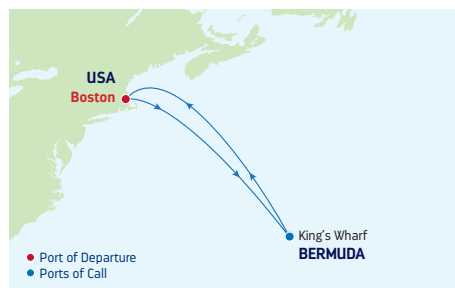 USA
Boston
King's Wharf
BERMUDA
Port of Departure
Ports of Call